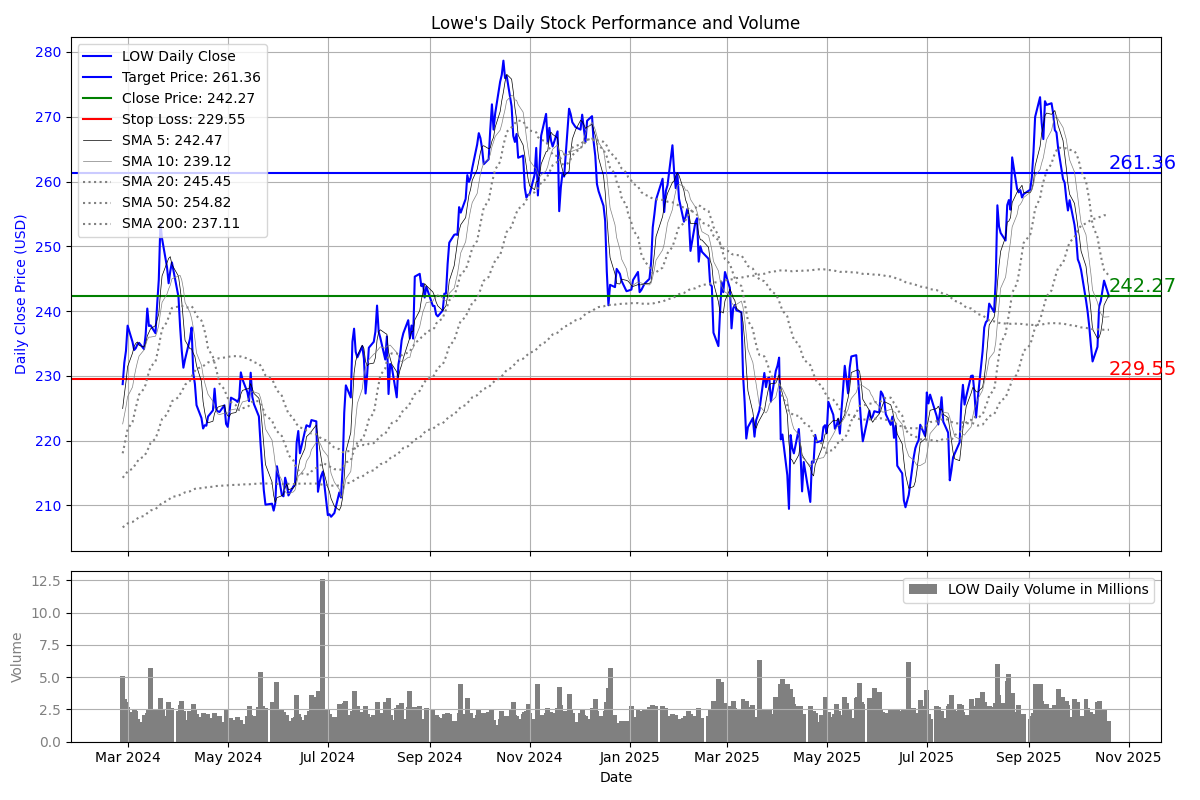 Lowe's Daily Stock Performance and Volume
280
270
260
250
240
230
220
210
Daily Close Price (USD)
LOW Daily Close
Target Price: 261.36
Close Price: 242.27
Stop Loss: 229.55
SMA 5: 242.47
SMA 10: 239.12
SMA 20: 245.45
SMA 50: 254.82
SMA 200: 237.11
261.36
242.27
229.55
12.5
10.0
7.5
5.0
2.5
0.0
Volume
LOW Daily Volume in Millions
Mar 2024
May 2024
Jul 2024
Sep 2024
Nov 2024
Jan 2025
Mar 2025
May 2025
Jul 2025
Sep 2025
Nov 2025
Date